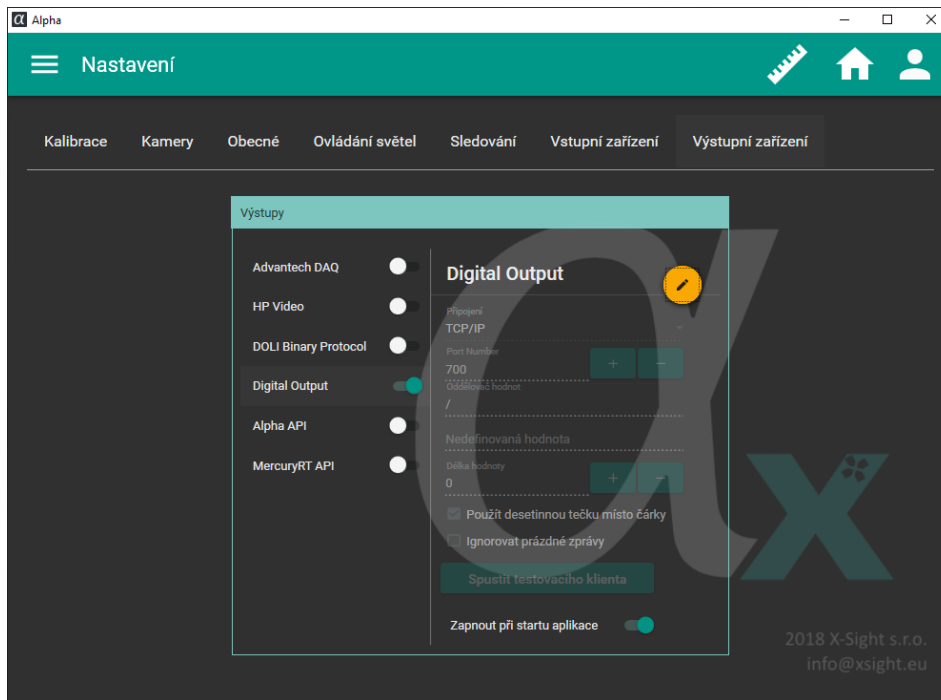 α Alpha
Nastavení
Kalibrace Kamery Obecné Ovládání světel Sledování Vstupní zařízení Výstupní zařízení
Výstupy
Advantech DAQ
HP Video
DOLI Binary Protocol
Digital Output
Alpha API
MercuryRT API
Digital Output
Připojení
TCP/IP
Port Number
700
+ −
Oddělovač hodnot
/
Nedefinovaná hodnota
Délka hodnoty
0
+ −
Použít desetinnou tečku místo čárky
Ignorovat prázdné zprávy
Spustit testovacího klienta
Zapnout při startu aplikace
αx
2018 X-Sight s.r.o.
info@xsight.eu